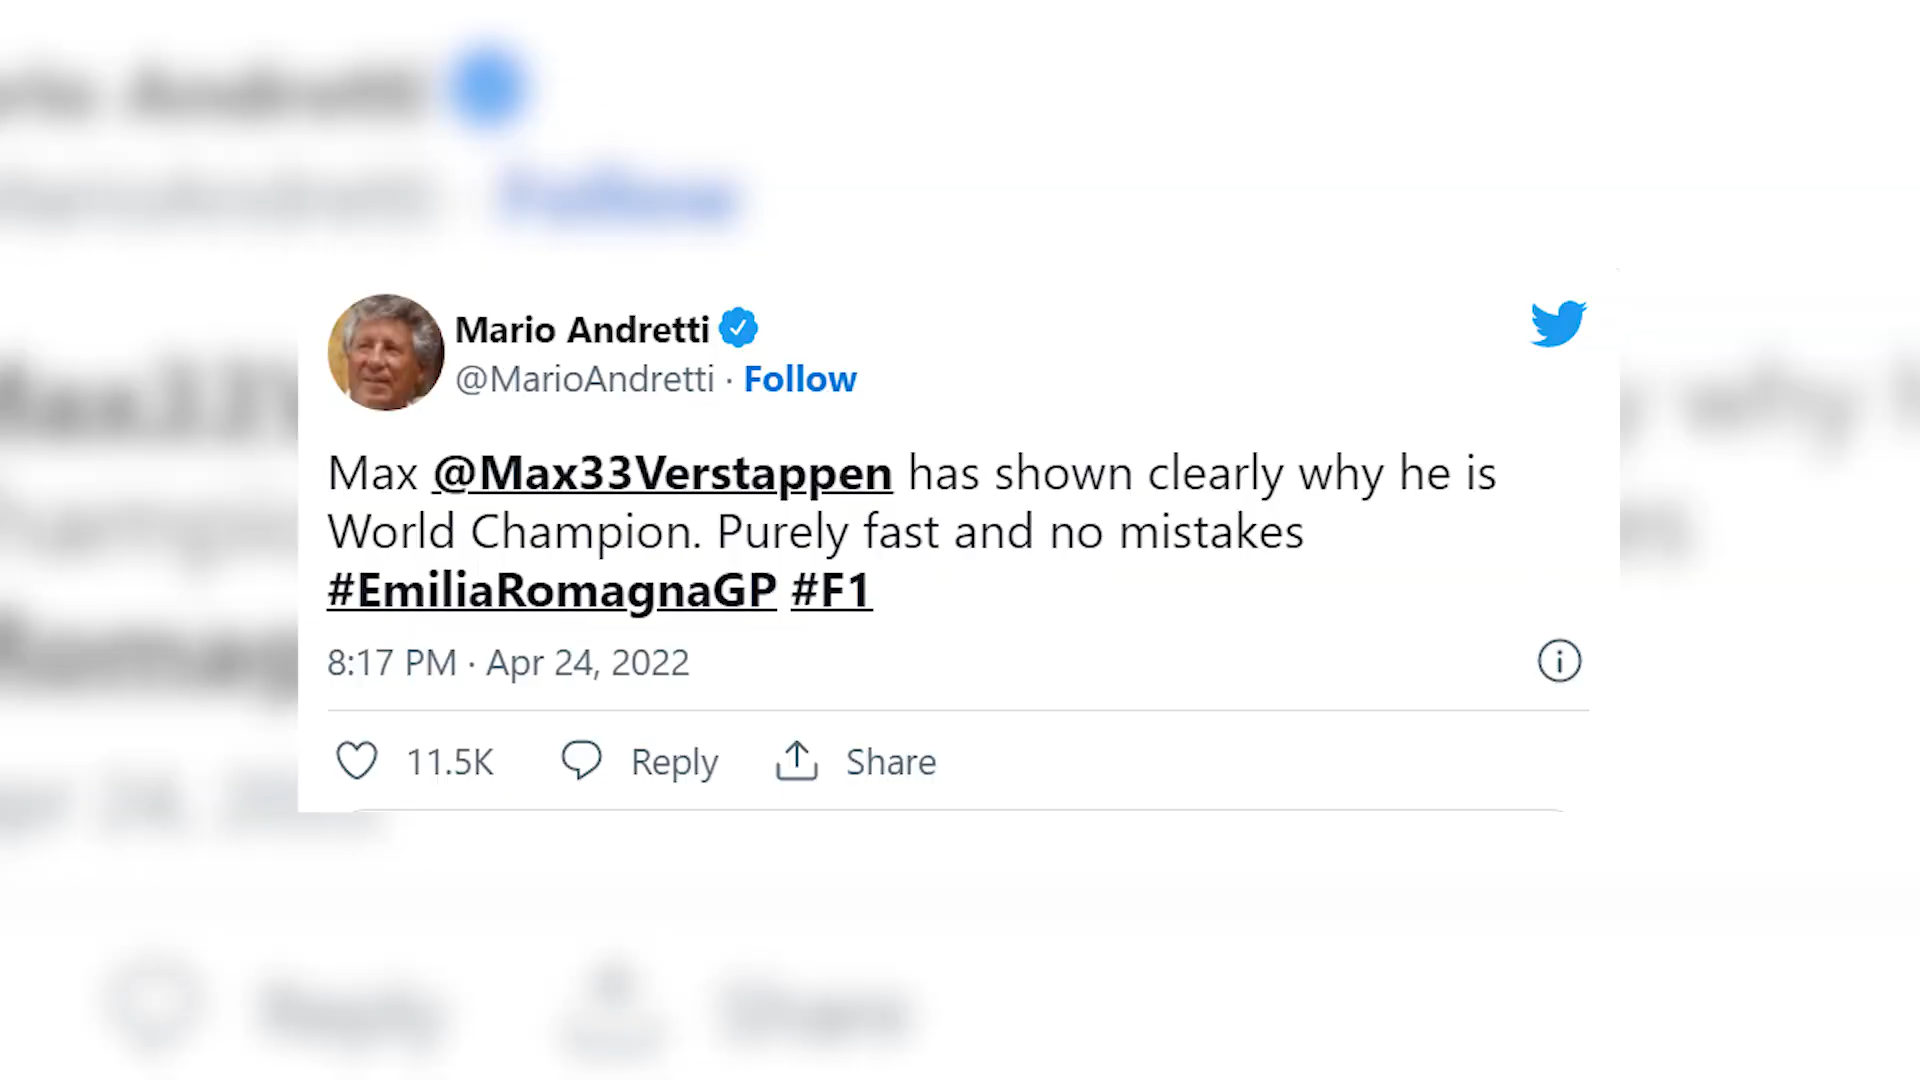 Mario Andretti
@MarioAndretti · Follow
Max @Max33Verstappen has shown clearly why he is
World Champion. Purely fast and no mistakes
#EmiliaRomagnaGP #F1
8:17 PM · Apr 24, 2022
11.5K Reply Share